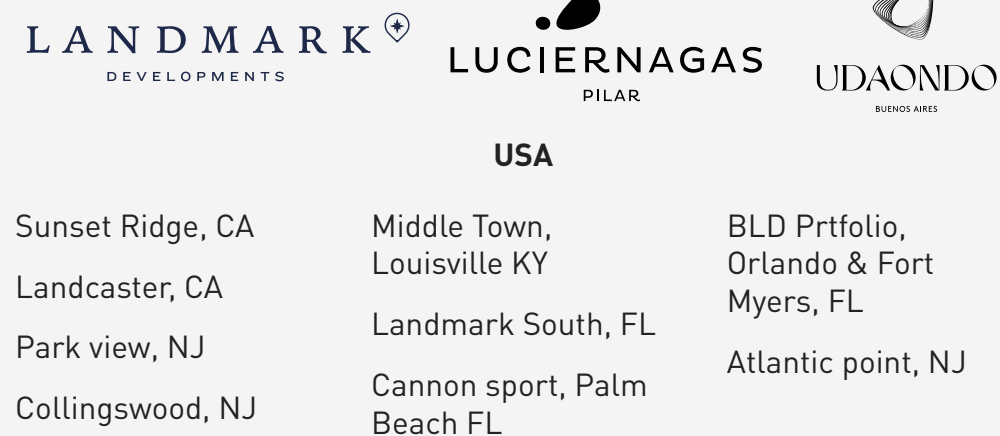 LANDMARK
DEVELOPMENTS
LUCIERNAGAS
PILAR
UDAONDO
BUENOS AIRES
USA
Sunset Ridge, CA
Landcaster, CA
Park view, NJ
Collingswood, NJ
Middle Town,
Louisville KY
Landmark South, FL
Cannon sport, Palm
Beach FL
BLD Prtfolio,
Orlando & Fort
Myers, FL
Atlantic point, NJ